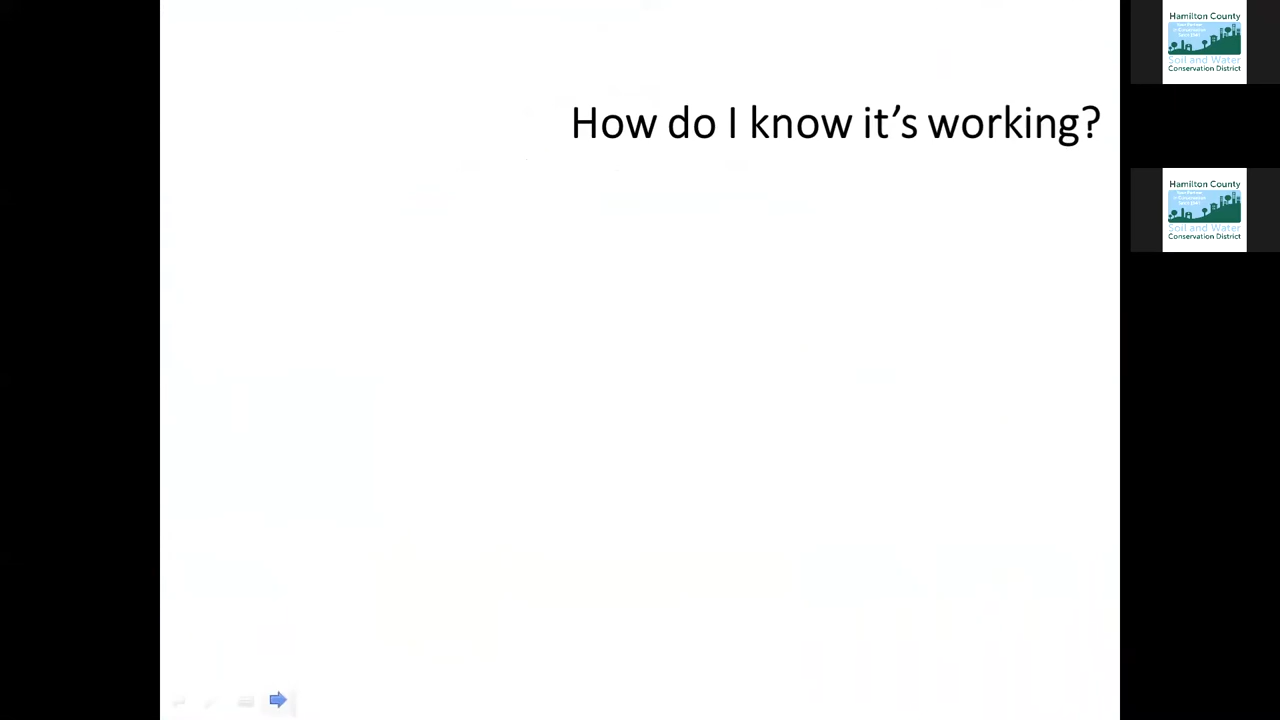 How do I know it's working?
Hamilton County
Soil and Water
Conservation District
Hamilton County
Soil and Water
Conservation District